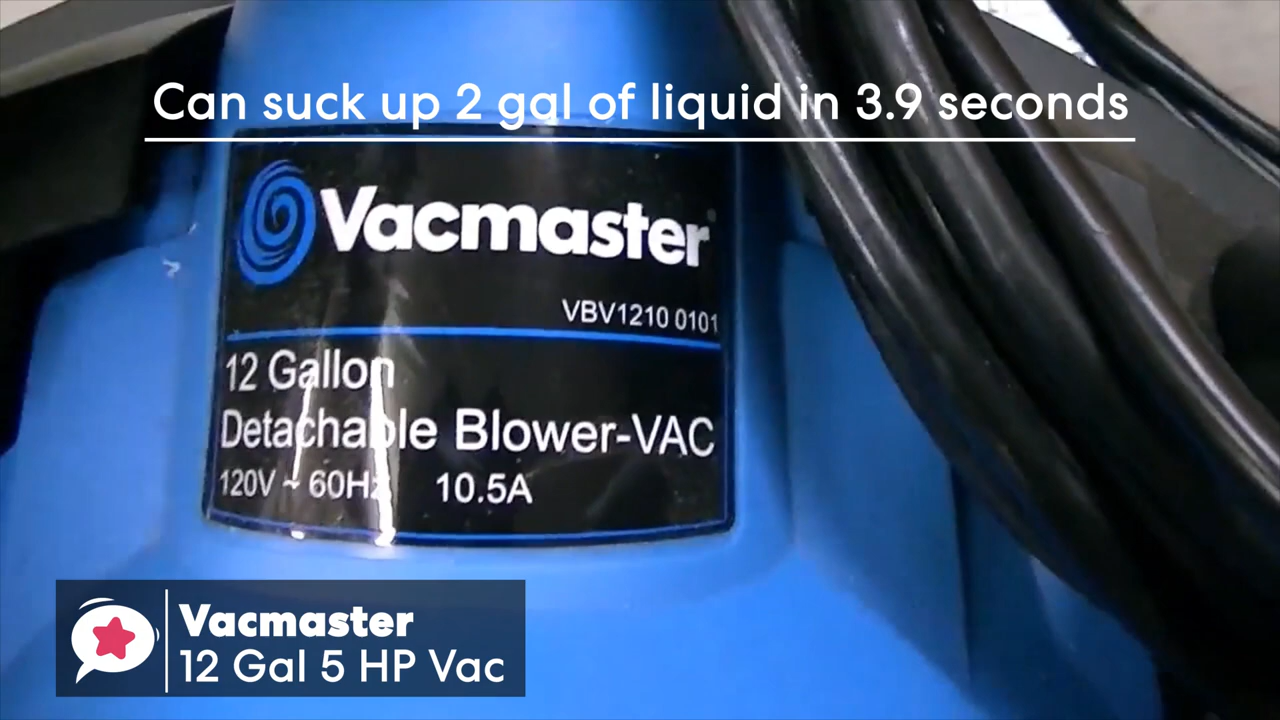 Can suck up 2 gal of liquid in 3.9 seconds
Vacmaster
VBV1210 0101
12 Gallon
Detachable Blower-VAC
120V ~ 60Hz 10.5A
Vacmaster
12 Gal 5 HP Vac